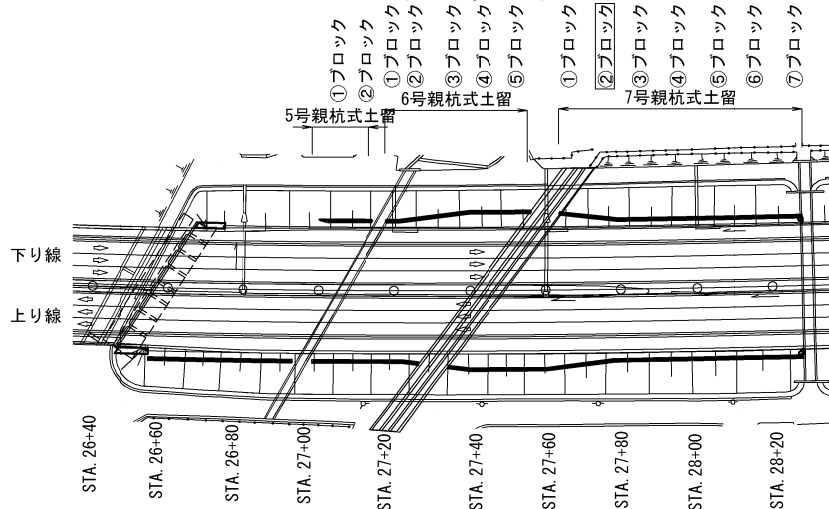 ①ブロック
②ブロック
①ブロック
②ブロック
③ブロック
④ブロック
⑤ブロック
①ブロック
②ブロック
③ブロック
④ブロック
⑤ブロック
⑥ブロック
⑦ブロック
5号親杭式土留
6号親杭式土留
7号親杭式土留
下り線
上り線
STA. 26+40
STA. 26+60
STA. 26+80
STA. 27+00
STA. 27+20
STA. 27+40
STA. 27+60
STA. 27+80
STA. 28+00
STA. 28+20